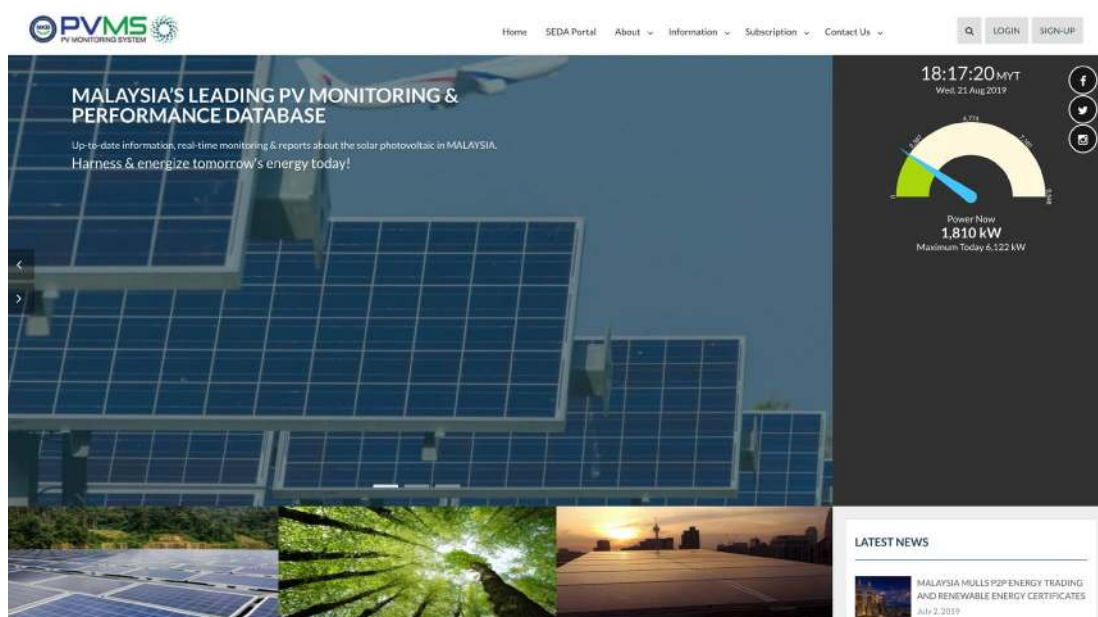 PVMS
PV MONITORING SYSTEM
Home SEDA Portal About Information Subscription Contact Us
LOGIN SIGN-UP
MALAYSIA'S LEADING PV MONITORING &
PERFORMANCE DATABASE
Up-to-date information, real-time monitoring & reports about the solar photovoltaic in MALAYSIA.
Harness & energize tomorrow's energy today!
18:17:20 MYT
Wed, 21 Aug 2019
0
Power Now
1,810 kW
Maximum Today 6,122 kW
LATEST NEWS
MALAYSIA MULLS P2P ENERGY TRADING
AND RENEWABLE ENERGY CERTIFICATES
July 2, 2019